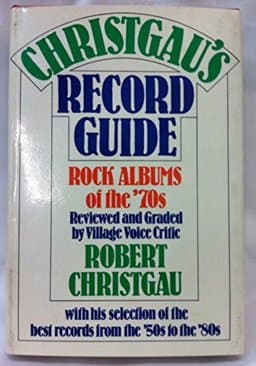 CHRISTGAU'S
RECORD
GUIDE
ROCK ALBUMS
of the '70s
Reviewed and Graded
by Village Voice Critic
ROBERT
CHRISTGAU
with his selection of the
best records from the '50s to the '80s